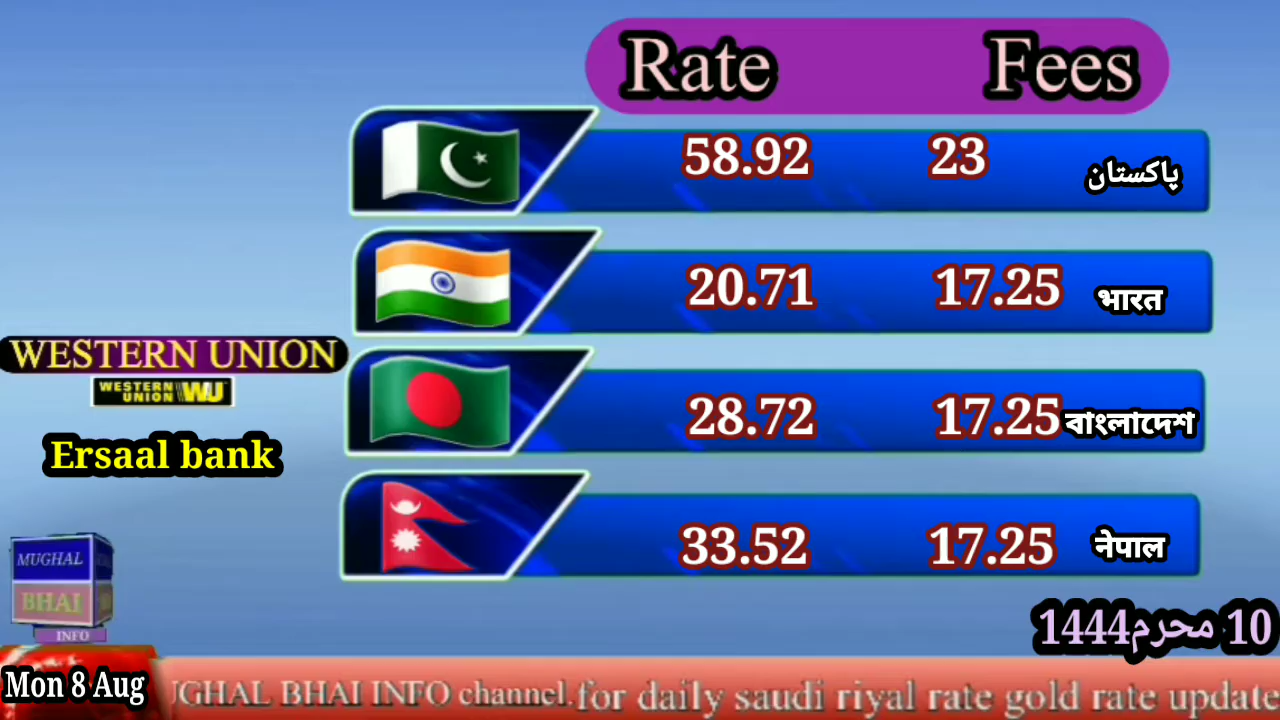 Rate Fees
58.92 23 پاکستان
20.71 17.25 भारत
WESTERN UNION
WESTERN UNION WU
28.72 17.25 বাংলাদেশ
Ersaal bank
33.52 17.25 नेपाल
MUGHAL
BHAI
INFO
10 محرم1444
Mon 8 Aug
BHAI INFO channel. for daily saudi riyal rate gold rate update